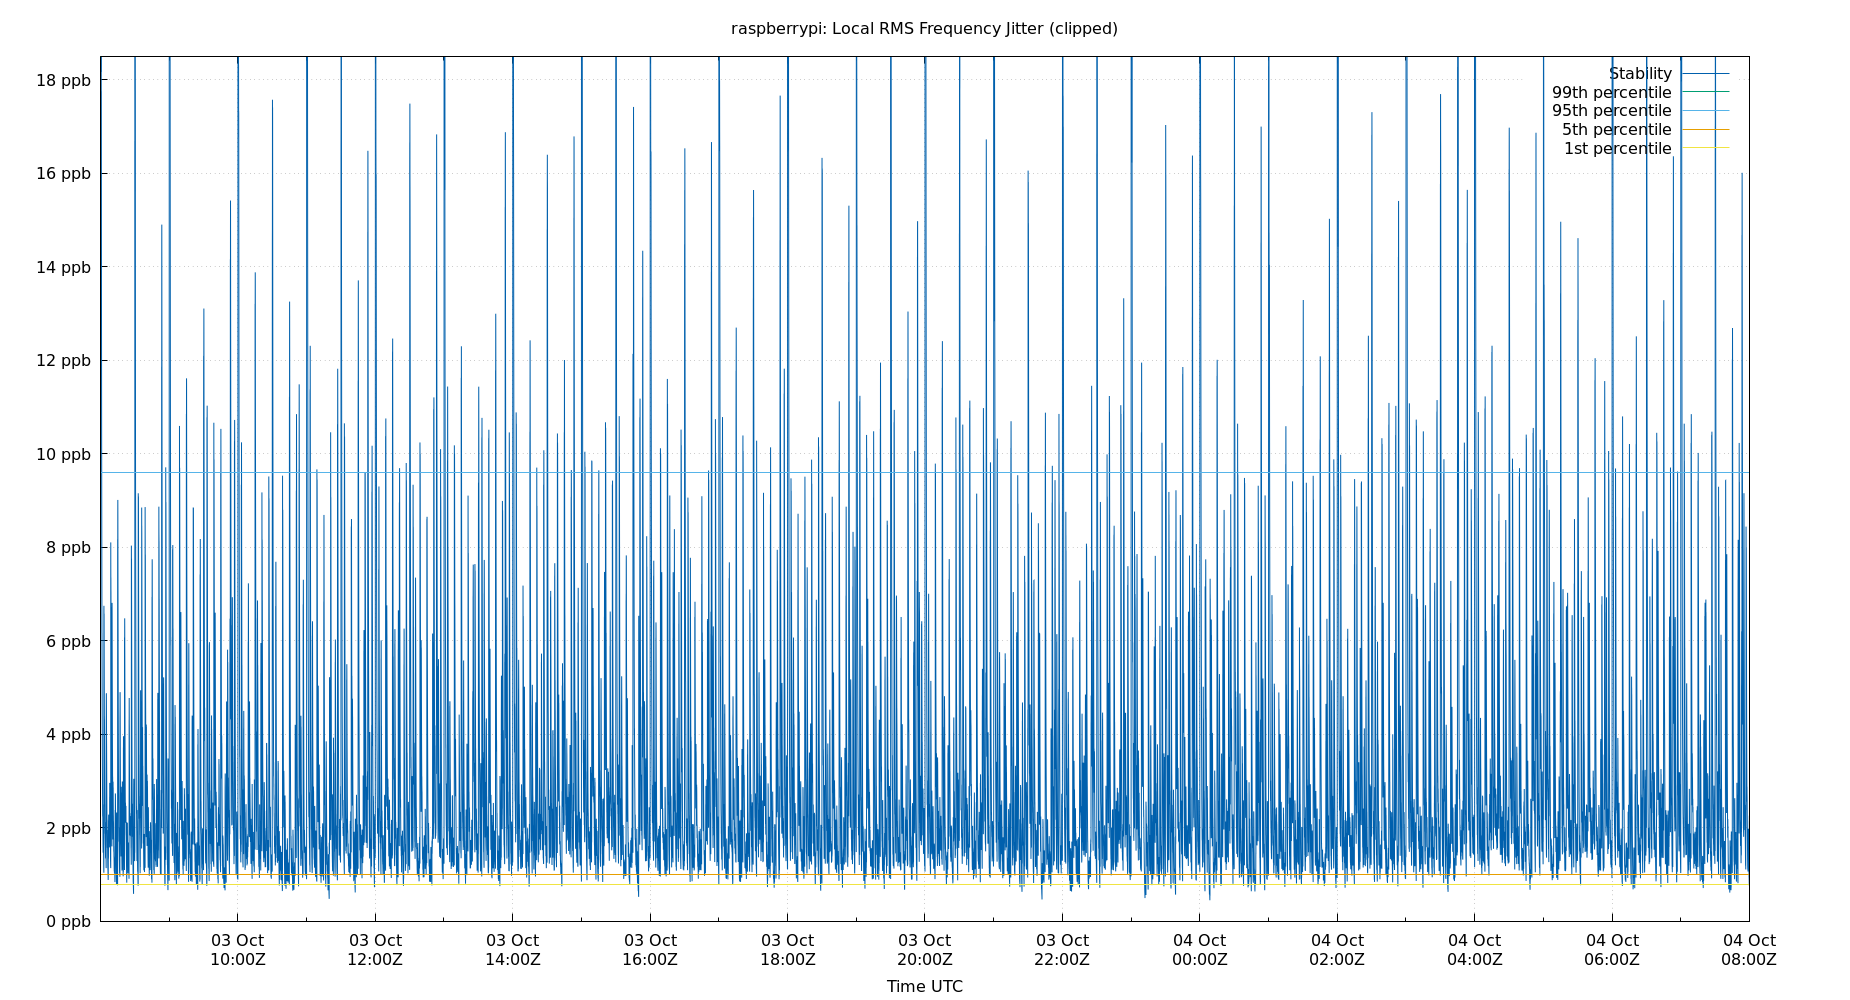 raspberrypi: Local RMS Frequency Jitter (clipped)
18 ppb
16 ppb
14 ppb
12 ppb
10 ppb
8 ppb
6 ppb
4 ppb
2 ppb
0 ppb
Stability
99th percentile
95th percentile
5th percentile
1st percentile
03 Oct
10:00Z
03 Oct
12:00Z
03 Oct
14:00Z
03 Oct
16:00Z
03 Oct
18:00Z
03 Oct
20:00Z
03 Oct
22:00Z
04 Oct
00:00Z
04 Oct
02:00Z
04 Oct
04:00Z
04 Oct
06:00Z
04 Oct
08:00Z
Time UTC